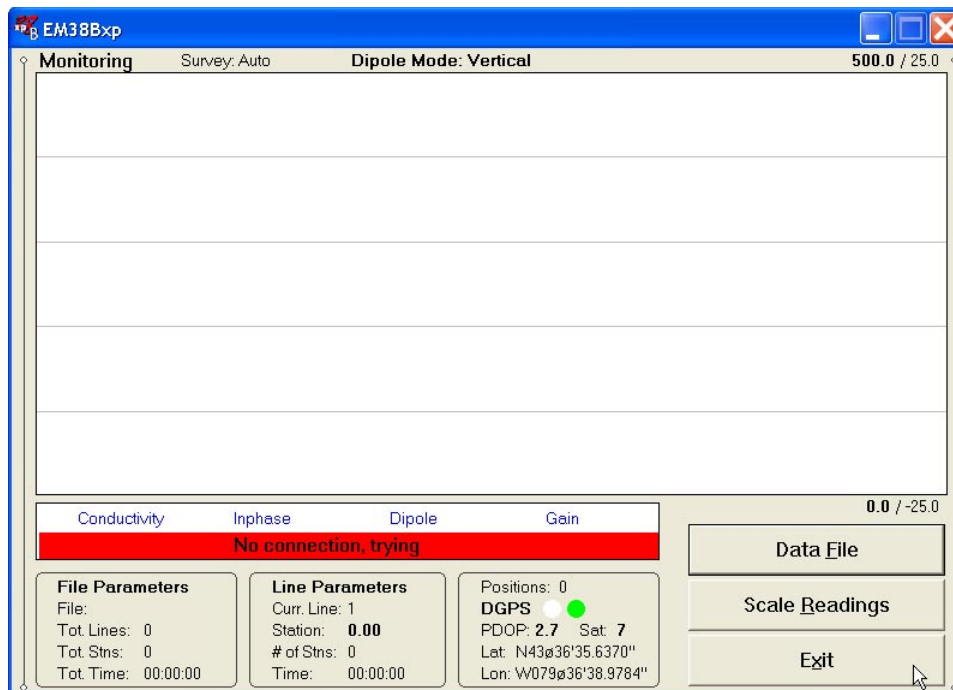 EM38Bxp
Monitoring Survey: Auto Dipole Mode: Vertical 500.0 / 25.0
0.0 / -25.0
Conductivity Inphase Dipole Gain
No connection, trying
Data File
Scale Readings
Exit
File Parameters
File:
Tot. Lines: 0
Tot. Stns: 0
Tot. Time: 00:00:00
Line Parameters
Curr. Line: 1
Station: 0.00
# of Stns: 0
Time: 00:00:00
Positions: 0
DGPS
PDOP: 2.7 Sat: 7
Lat: N43ø36'35.6370"
Lon: W079ø36'38.9784"